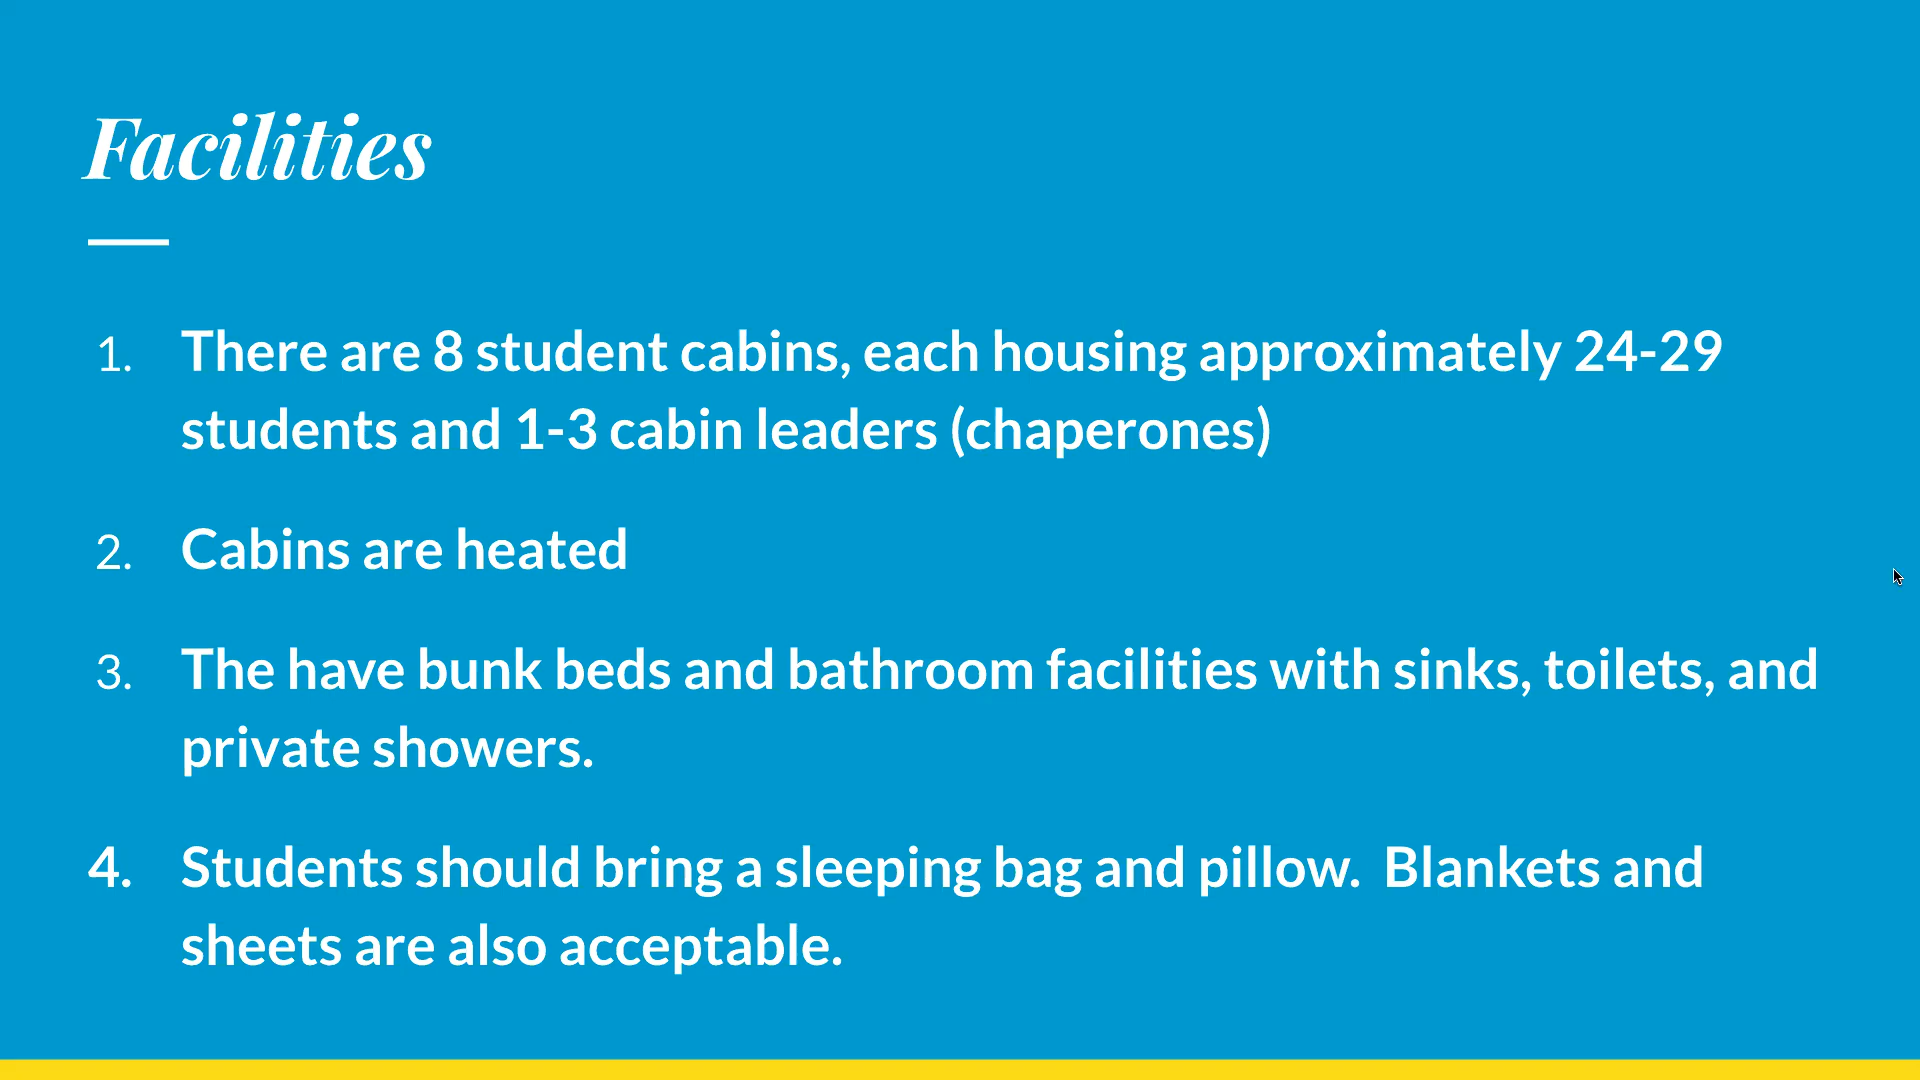 Facilities
1. There are 8 student cabins, each housing approximately 24-29
students and 1-3 cabin leaders (chaperones)
2. Cabins are heated
3. The have bunk beds and bathroom facilities with sinks, toilets, and
private showers.
4. Students should bring a sleeping bag and pillow.  Blankets and
sheets are also acceptable.